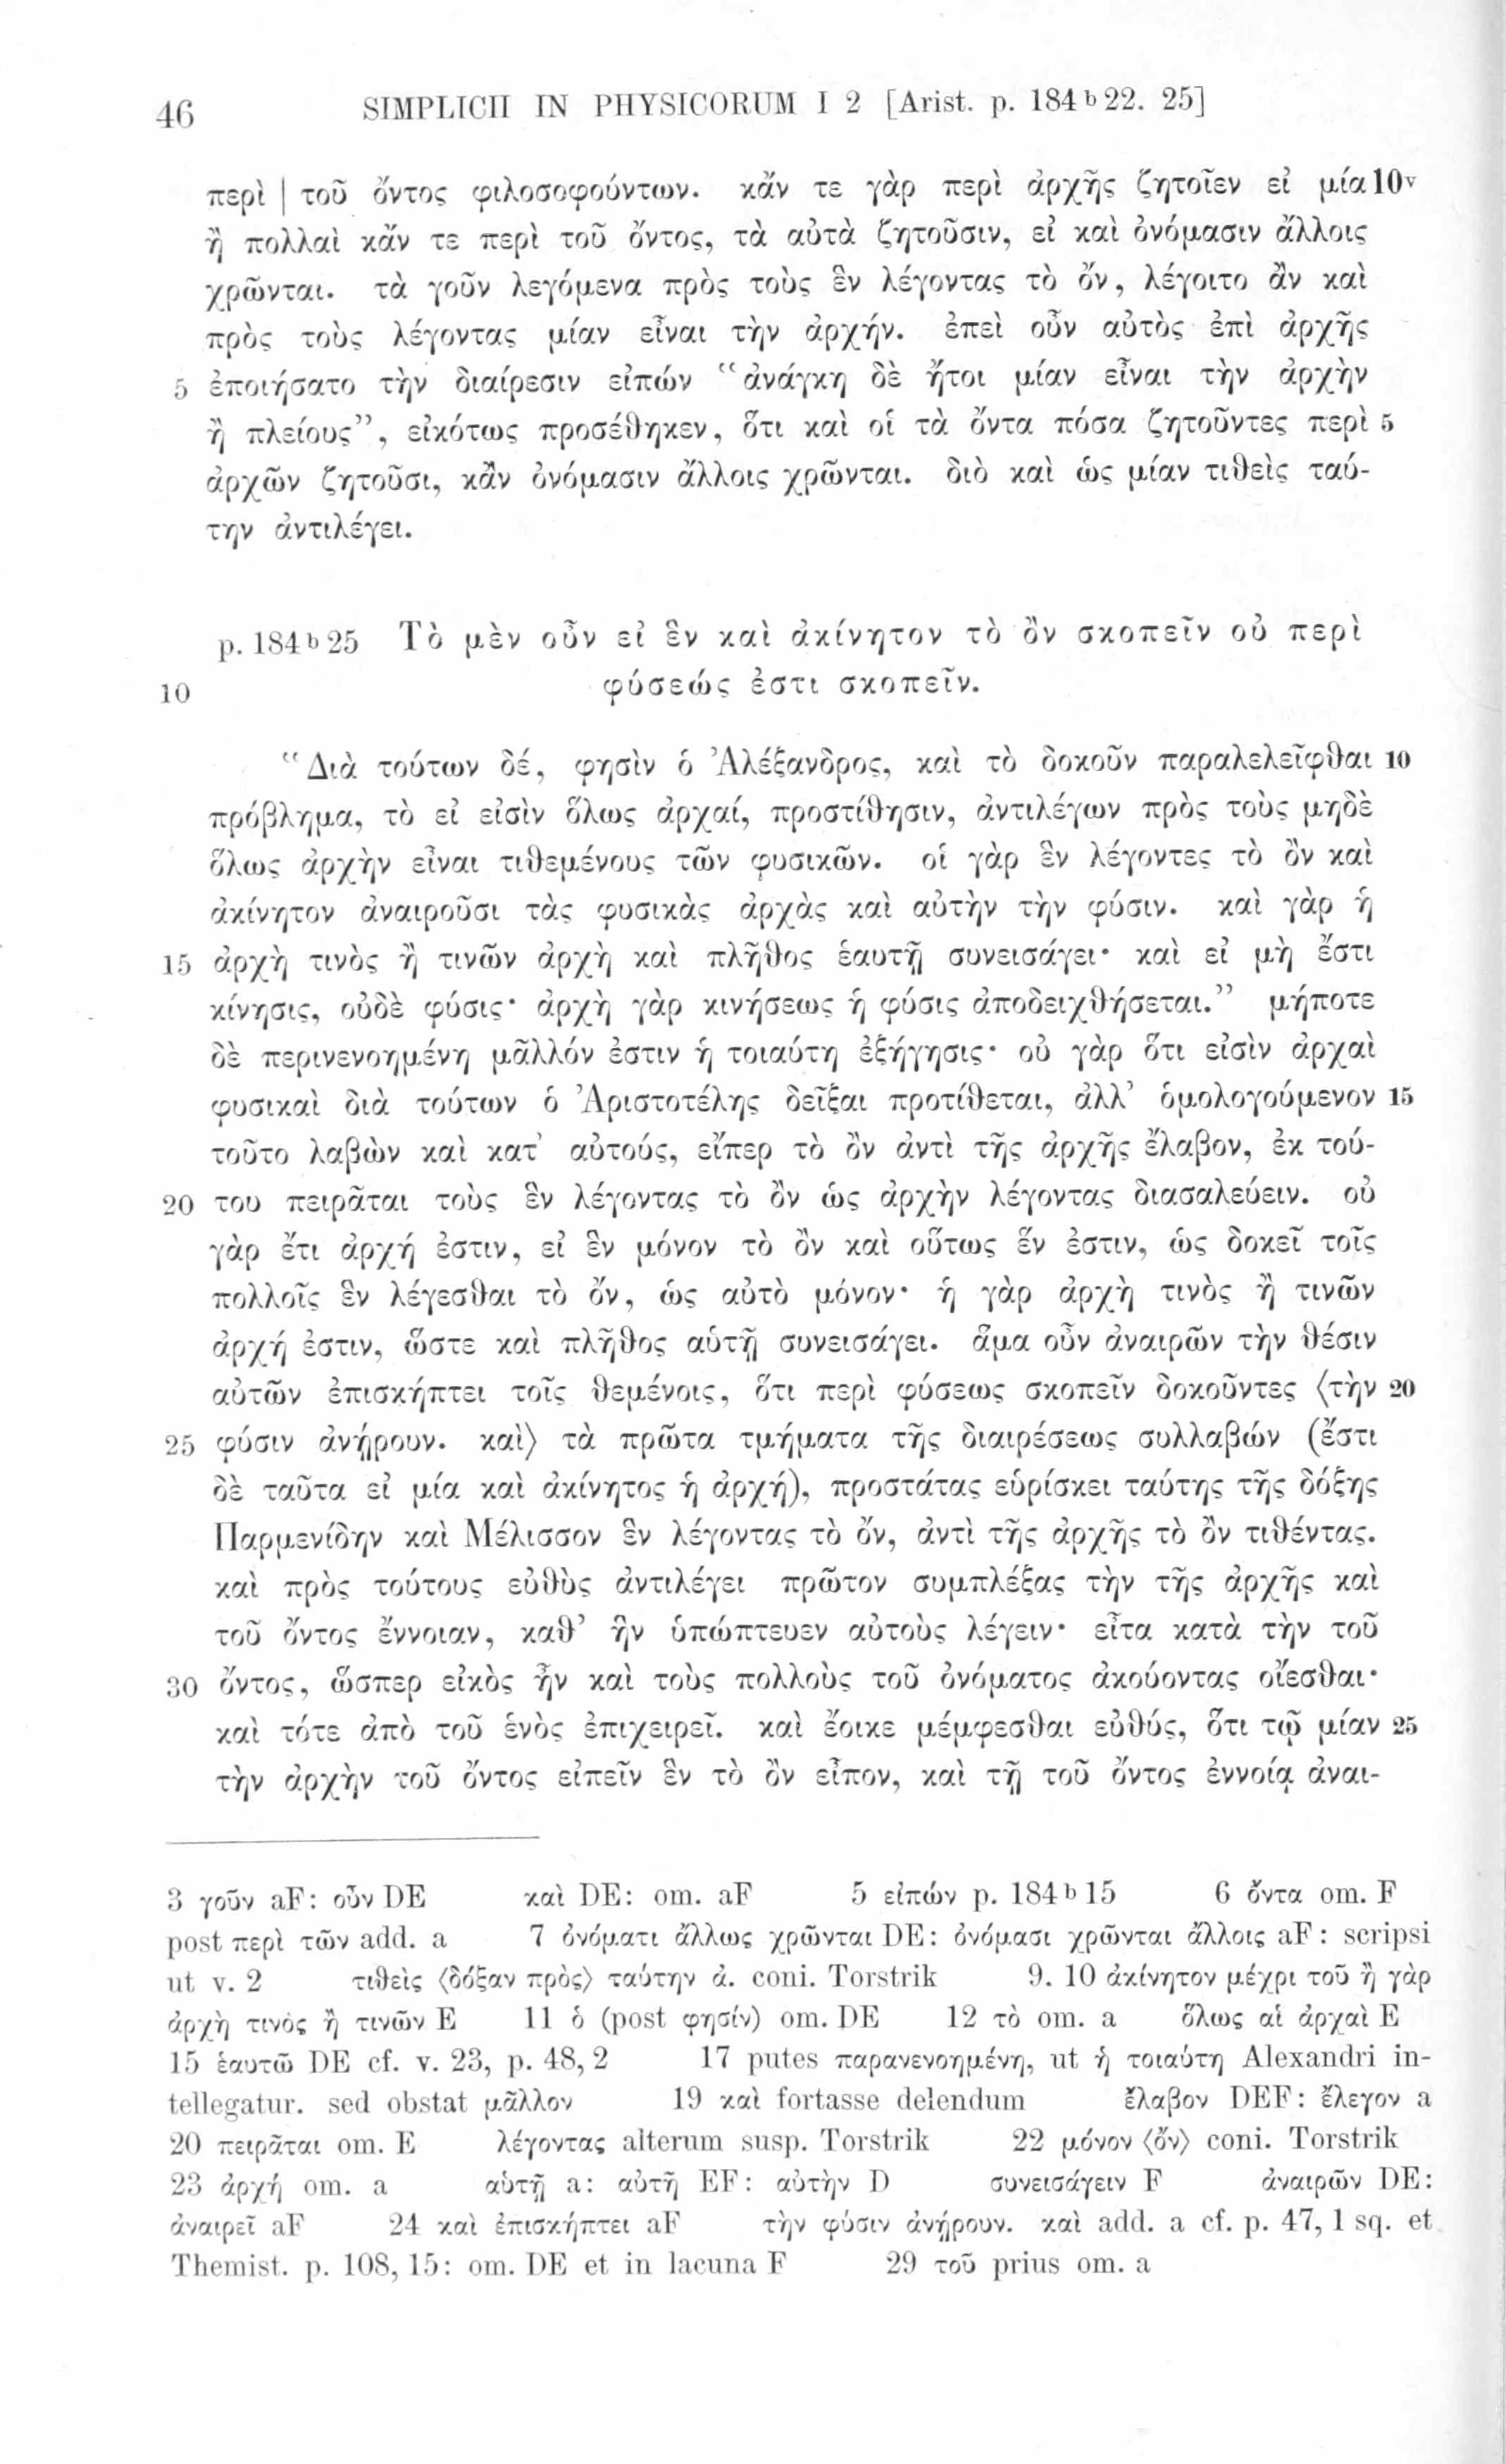 46 SIMPLICII IN PHYSICORUM I 2 [Arist. p. 184 b 22. 25]
περὶ | τοῦ ὄντος φιλοσοφούντων. κἄν τε γὰρ περὶ ἀρχῆς ζητοῖεν εἰ μία 10v
ἢ πολλαὶ κἄν τε περὶ τοῦ ὄντος, τὰ αὐτὰ ζητοῦσιν, εἰ καὶ ὀνόμασιν ἄλλοις
χρῶνται. τὰ γοῦν λεγόμενα πρὸς τοὺς ἓν λέγοντας τὸ ὄν, λέγοιτο ἂν καὶ
πρὸς τοὺς λέγοντας μίαν εἶναι τὴν ἀρχήν. ἐπεὶ οὖν αὐτὸς ἐπὶ ἀρχῆς
5 ἐποιήσατο τὴν διαίρεσιν εἰπών “ἀνάγκη δὲ ἤτοι μίαν εἶναι τὴν ἀρχὴν
ἢ πλείους”, εἰκότως προσέθηκεν, ὅτι καὶ οἱ τὰ ὄντα πόσα ζητοῦντες περὶ 5
ἀρχῶν ζητοῦσι, κἂν ὀνόμασιν ἄλλοις χρῶνται. διὸ καὶ ὡς μίαν τιθεὶς ταύ-
την ἀντιλέγει.
p. 184 b 25 Τὸ μὲν οὖν εἰ ἓν καὶ ἀκίνητον τὸ ὂν σκοπεῖν οὐ περὶ
10 φύσεώς ἐστι σκοπεῖν.
“Διὰ τούτων δέ, φησὶν ὁ Ἀλέξανδρος, καὶ τὸ δοκοῦν παραλελεῖφθαι 10
πρόβλημα, τὸ εἰ εἰσὶν ὅλως ἀρχαί, προστίθησιν, ἀντιλέγων πρὸς τοὺς μηδὲ
ὅλως ἀρχὴν εἶναι τιθεμένους τῶν φυσικῶν. οἱ γὰρ ἓν λέγοντες τὸ ὂν καὶ
ἀκίνητον ἀναιροῦσι τὰς φυσικὰς ἀρχὰς καὶ αὐτὴν τὴν φύσιν. καὶ γὰρ ἡ
15 ἀρχὴ τινὸς ἢ τινῶν ἀρχὴ καὶ πλῆθος ἑαυτῇ συνεισάγει· καὶ εἰ μὴ ἔστι
κίνησις, οὐδὲ φύσις· ἀρχὴ γὰρ κινήσεως ἡ φύσις ἀποδειχθήσεται.” μήποτε
δὲ περινενοημένη μᾶλλόν ἐστιν ἡ τοιαύτη ἐξήγησις· οὐ γὰρ ὅτι εἰσὶν ἀρχαὶ
φυσικαὶ διὰ τούτων ὁ Ἀριστοτέλης δεῖξαι προτίθεται, ἀλλ’ ὁμολογούμενον 15
τοῦτο λαβὼν καὶ κατ’ αὐτούς, εἴπερ τὸ ὂν ἀντὶ τῆς ἀρχῆς ἔλαβον, ἐκ τού-
20 του πειρᾶται τοὺς ἓν λέγοντας τὸ ὂν ὡς ἀρχὴν λέγοντας διασαλεύειν. οὐ
γὰρ ἔτι ἀρχή ἐστιν, εἰ ἓν μόνον τὸ ὂν καὶ οὕτως ἕν ἐστιν, ὡς δοκεῖ τοῖς
πολλοῖς ἓν λέγεσθαι τὸ ὄν, ὡς αὐτὸ μόνον· ἡ γὰρ ἀρχὴ τινὸς ἢ τινῶν
ἀρχή ἐστιν, ὥστε καὶ πλῆθος αὑτῇ συνεισάγει. ἅμα οὖν ἀναιρῶν τὴν θέσιν
αὐτῶν ἐπισκήπτει τοῖς θεμένοις, ὅτι περὶ φύσεως σκοπεῖν δοκοῦντες ⟨τὴν 20
25 φύσιν ἀνῄρουν. καὶ⟩ τὰ πρῶτα τμήματα τῆς διαιρέσεως συλλαβών (ἔστι
δὲ ταῦτα εἰ μία καὶ ἀκίνητος ἡ ἀρχή), προστάτας εὑρίσκει ταύτης τῆς δόξης
Παρμενίδην καὶ Μέλισσον ἓν λέγοντας τὸ ὄν, ἀντὶ τῆς ἀρχῆς τὸ ὂν τιθέντας.
καὶ πρὸς τούτους εὐθὺς ἀντιλέγει πρῶτον συμπλέξας τὴν τῆς ἀρχῆς καὶ
τοῦ ὄντος ἔννοιαν, καθ’ ἣν ὑπώπτευεν αὐτοὺς λέγειν· εἶτα κατὰ τὴν τοῦ
30 ὄντος, ὥσπερ εἰκὸς ἦν καὶ τοὺς πολλοὺς τοῦ ὀνόματος ἀκούοντας οἴεσθαι·
καὶ τότε ἀπὸ τοῦ ἑνὸς ἐπιχειρεῖ. καὶ ἔοικε μέμφεσθαι εὐθύς, ὅτι τῷ μίαν 25
τὴν ἀρχὴν τοῦ ὄντος εἰπεῖν ἓν τὸ ὂν εἶπον, καὶ τῇ τοῦ ὄντος ἐννοίᾳ ἀναι-
3 γοῦν aF: οὖν DE καὶ DE: om. aF 5 εἰπών p. 184 b 15 6 ὄντα om. F
post περὶ τῶν add. a 7 ὀνόματι ἄλλως χρῶνται DE: ὀνόμασι χρῶνται ἄλλοις aF: scripsi
ut v. 2 τιθεὶς ⟨δόξαν πρὸς⟩ ταύτην ἀ. coni. Torstrik 9. 10 ἀκίνητον μέχρι τοῦ ἡ γὰρ
ἀρχὴ τινὸς ἢ τινῶν E 11 ὁ (post φησίν) om. DE 12 τὸ om. a ὅλως αἱ ἀρχαὶ E
15 ἑαυτῶ DE cf. v. 23, p. 48, 2 17 putes παρανενοημένη, ut ἡ τοιαύτη Alexandri in-
tellegatur. sed obstat μᾶλλον 19 καὶ fortasse delendum ἔλαβον DEF: ἔλεγον a
20 πειρᾶται om. E λέγοντας alterum susp. Torstrik 22 μόνον ⟨ὄν⟩ coni. Torstrik
23 ἀρχή om. a αὑτῇ a: αὐτῇ EF: αὐτὴν D συνεισάγειν F ἀναιρῶν DE:
ἀναιρεῖ aF 24 καὶ ἐπισκήπτει aF τὴν φύσιν ἀνῄρουν. καὶ add. a cf. p. 47, 1 sq. et
Themist. p. 108, 15: om. DE et in lacuna F 29 τοῦ prius om. a